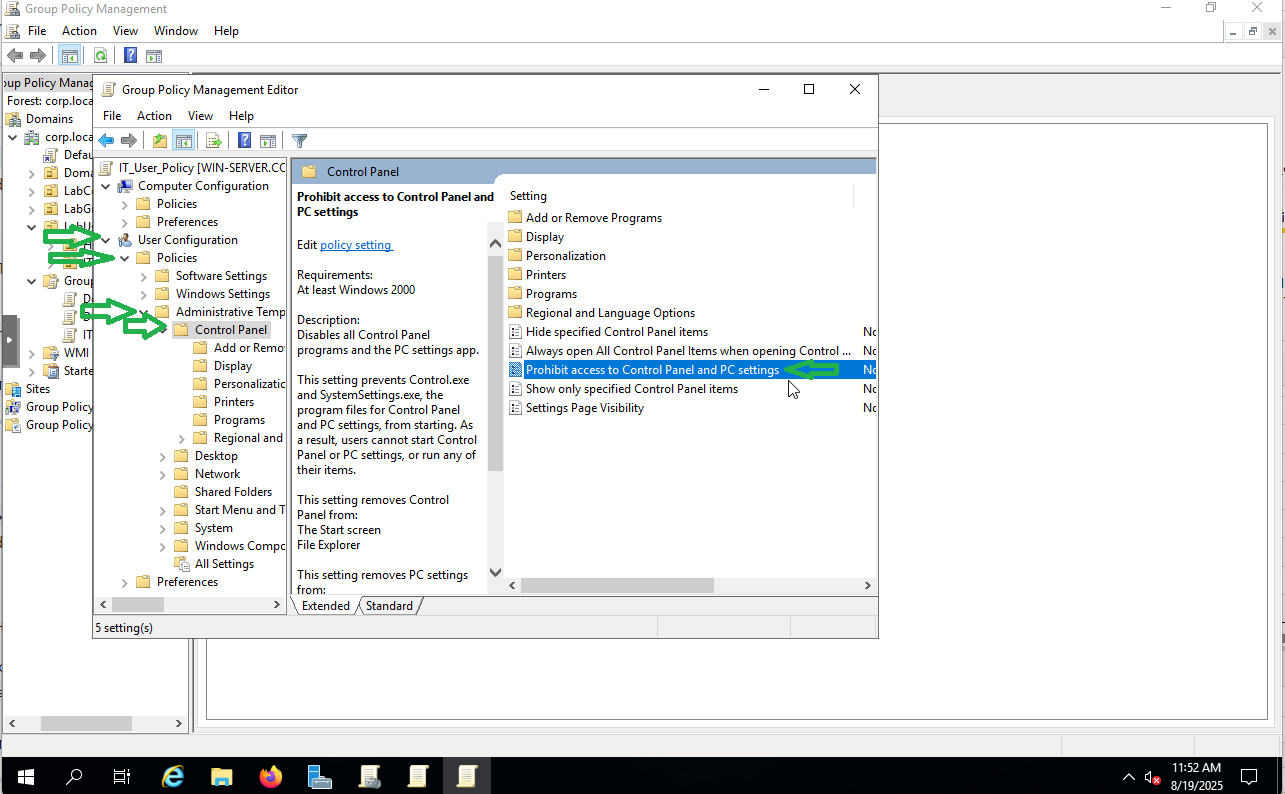 Group Policy Management
File Action View Window Help
oup Policy Manag
Forest: corp.loca
Domains
corp.loca
Defau
Doma
LabC
LabGr
Group
D
IT
WMI
Starte
Sites
Group Policy
Group Policy
Group Policy Management Editor
File Action View Help
IT_User_Policy [WIN-SERVER.CC
Computer Configuration
Policies
Preferences
User Configuration
Policies
Software Settings
Windows Settings
Administrative Temp
Control Panel
Add or Remov
Display
Personalizatic
Printers
Programs
Regional and
Desktop
Network
Shared Folders
Start Menu and T
System
Windows Compo
All Settings
Preferences
Control Panel
Prohibit access to Control Panel and
PC settings
Edit policy setting
Requirements:
At least Windows 2000
Description:
Disables all Control Panel
programs and the PC settings app.
This setting prevents Control.exe
and SystemSettings.exe, the
program files for Control Panel
and PC settings, from starting. As
a result, users cannot start Control
Panel or PC settings, or run any of
their items.
This setting removes Control
Panel from:
The Start screen
File Explorer
This setting removes PC settings
from:
Setting
Add or Remove Programs
Display
Personalization
Printers
Programs
Regional and Language Options
Hide specified Control Panel items No
Always open All Control Panel Items when opening Control ... No
Prohibit access to Control Panel and PC settings No
Show only specified Control Panel items No
Settings Page Visibility No
Extended Standard
5 setting(s)
11:52 AM
8/19/2025